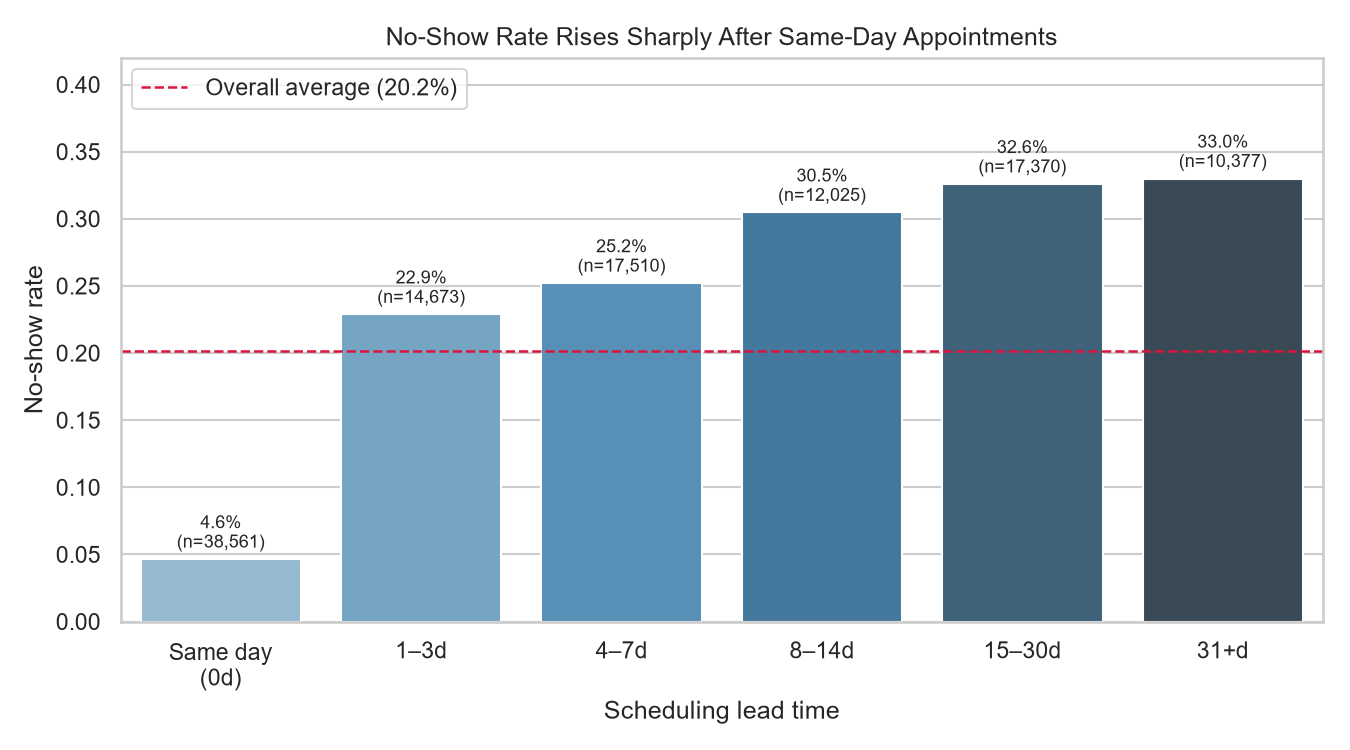 No-Show Rate Rises Sharply After Same-Day Appointments
Overall average (20.2%)
0.40
0.35
0.30
0.25
0.20
0.15
0.10
0.05
0.00
No-show rate
4.6%
(n=38,561)
22.9%
(n=14,673)
25.2%
(n=17,510)
30.5%
(n=12,025)
32.6%
(n=17,370)
33.0%
(n=10,377)
Same day
(0d)
1–3d
4–7d
8–14d
15–30d
31+d
Scheduling lead time